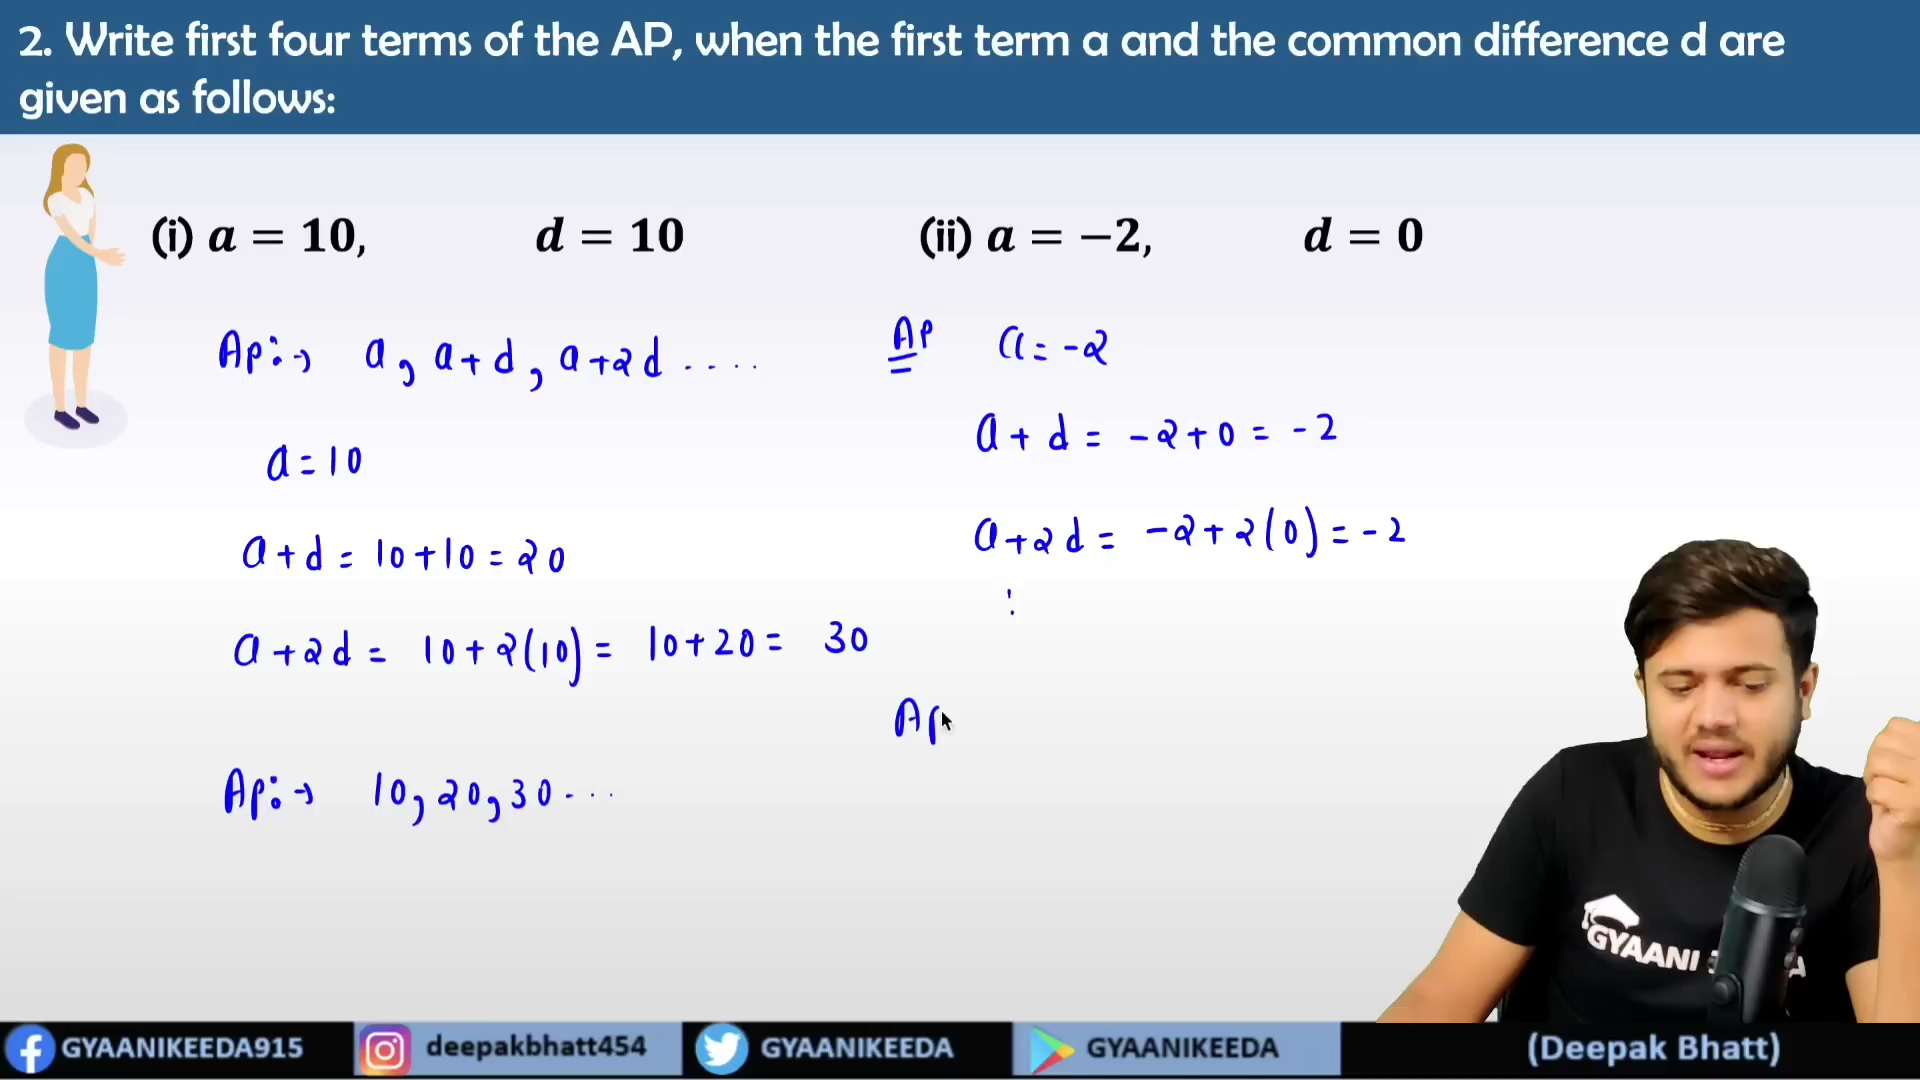 2. Write first four terms of the AP, when the first term a and the common difference d are
given as follows:
(i) a = 10, d = 10
(ii) a = −2, d = 0
Ap:→ a, a+d, a+2d ....
a=10
a+d = 10+10 = 20
a+2d = 10+2(10) = 10+20 = 30
Ap:→ 10, 20, 30 ...
AP a = -2
a+d = -2+0 = -2
a+2d = -2+2(0) = -2
⋮
Ap
GYAANI
GYAANIKEEDA915 deepakbhatt454 GYAANIKEEDA GYAANIKEEDA (Deepak Bhatt)